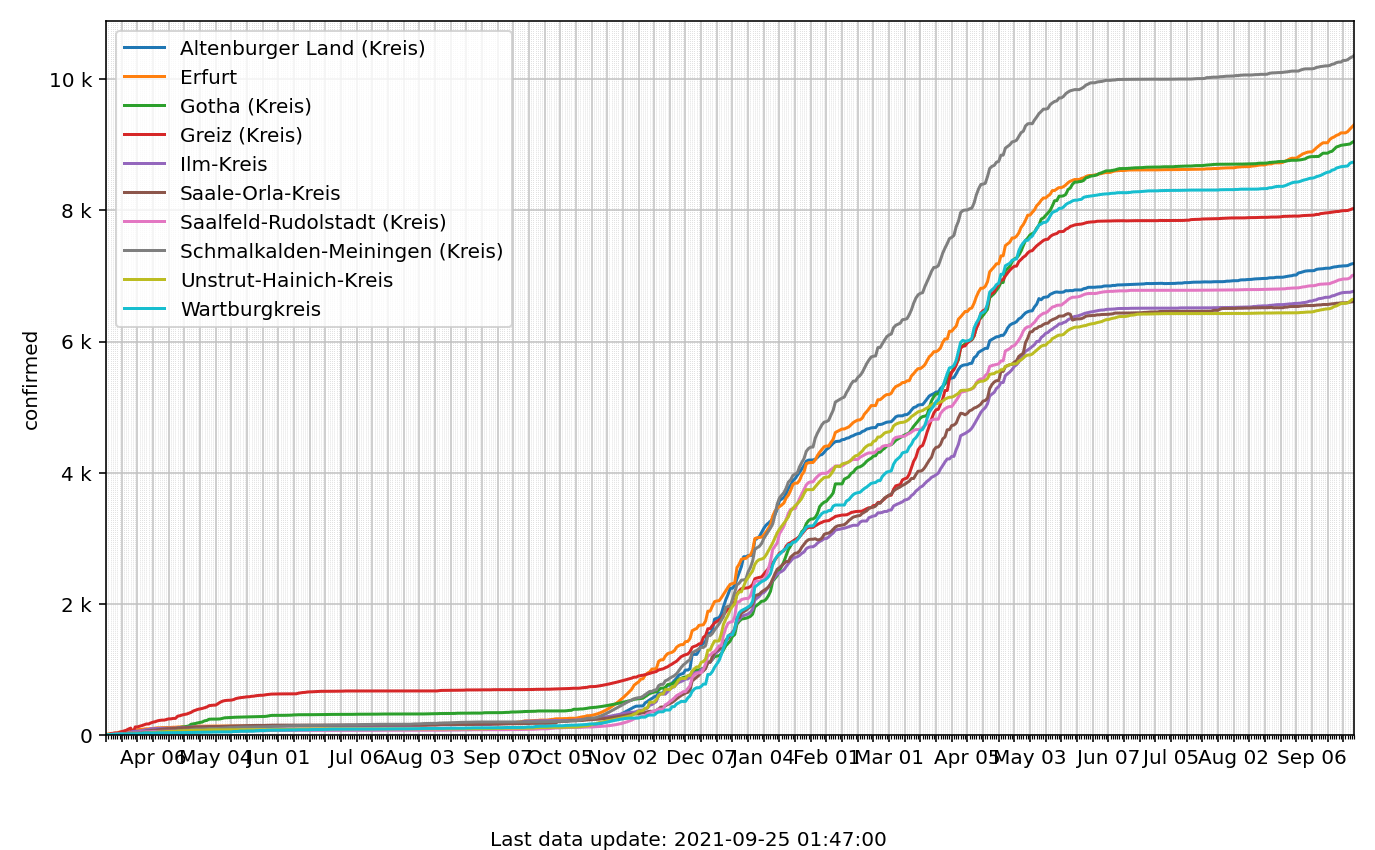 Altenburger Land (Kreis)
Erfurt
Gotha (Kreis)
Greiz (Kreis)
Ilm-Kreis
Saale-Orla-Kreis
Saalfeld-Rudolstadt (Kreis)
Schmalkalden-Meiningen (Kreis)
Unstrut-Hainich-Kreis
Wartburgkreis
10 k
8 k
6 k
4 k
2 k
0
confirmed
Apr 06 May 04 Jun 01 Jul 06 Aug 03 Sep 07 Oct 05 Nov 02 Dec 07 Jan 04 Feb 01 Mar 01 Apr 05 May 03 Jun 07 Jul 05 Aug 02 Sep 06
Last data update: 2021-09-25 01:47:00